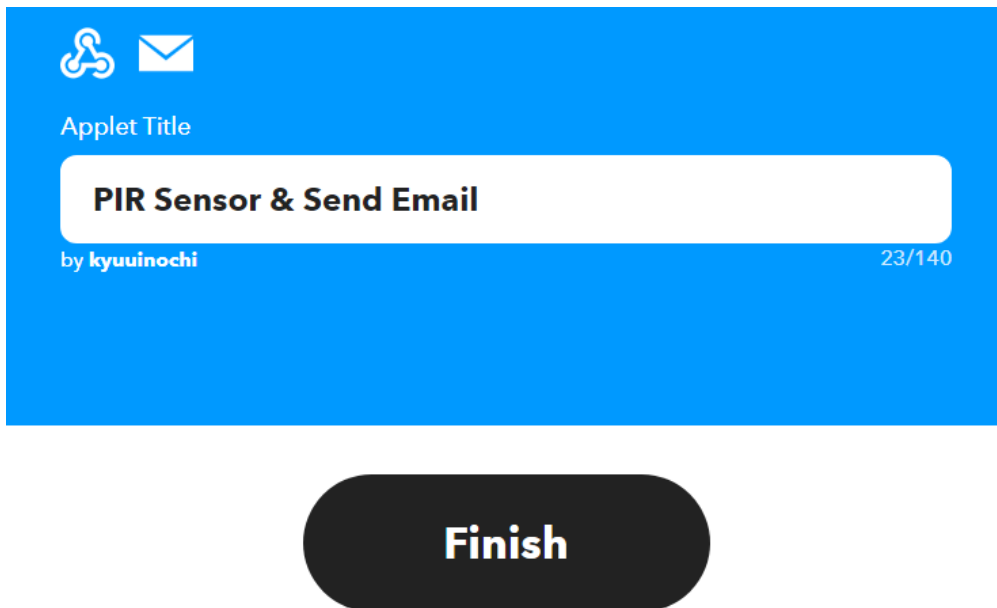 Applet Title
PIR Sensor & Send Email
by kyuuinochi 23/140
Finish